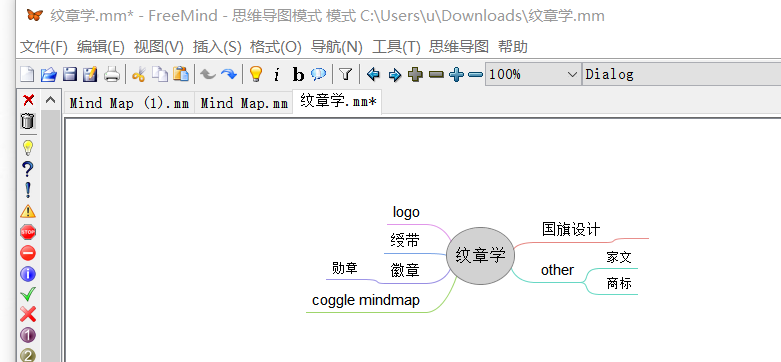 纹章学.mm* - FreeMind - 思维导图模式 模式 C:\Users\u\Downloads\纹章学.mm
文件(F) 编辑(E) 视图(V) 插入(S) 格式(O) 导航(N) 工具(T) 思维导图 帮助
i b 100% Dialog
Mind Map (1).mm Mind Map.mm 纹章学.mm*
? !
STOP
i
1
2
logo
绶带
勋章 徽章
coggle mindmap
纹章学
国旗设计
other
家文
商标